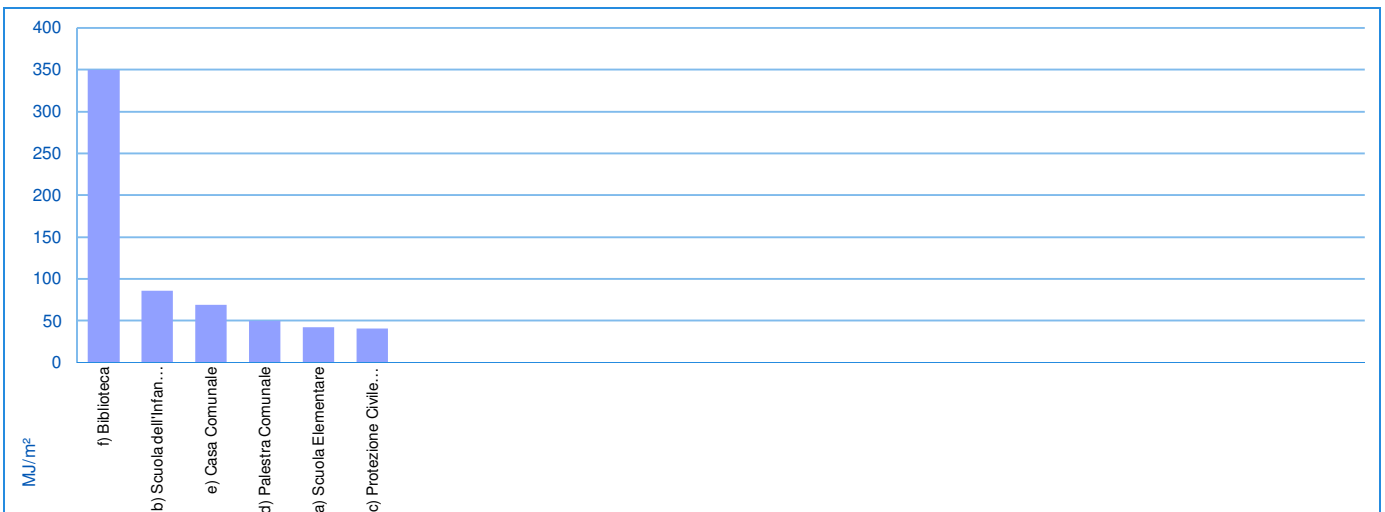 400
350
300
250
200
150
100
50
0
MJ/m²
f) Biblioteca
b) Scuola dell'Infan…
e) Casa Comunale
d) Palestra Comunale
a) Scuola Elementare
c) Protezione Civile…